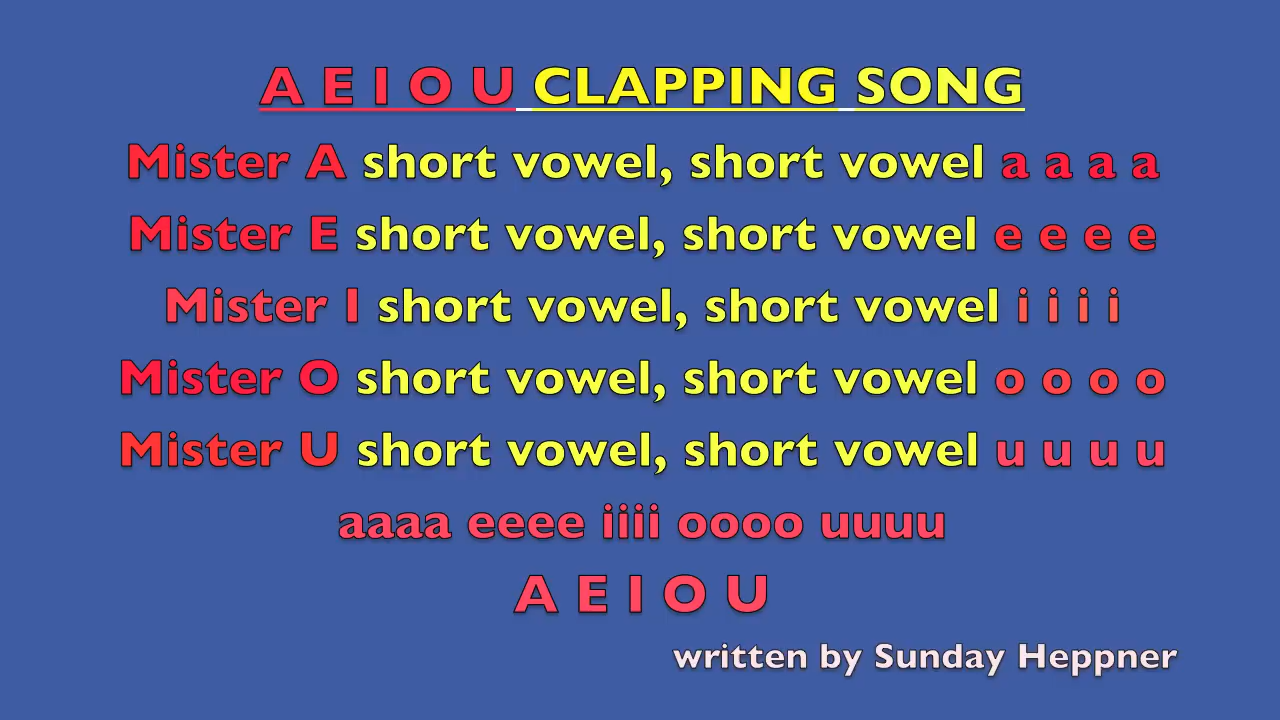 A E I O U CLAPPING SONG
Mister A short vowel, short vowel a a a a
Mister E short vowel, short vowel e e e e
Mister I short vowel, short vowel i i i i
Mister O short vowel, short vowel o o o o
Mister U short vowel, short vowel u u u u
aaaa eeee iiii oooo uuuu
A E I O U
written by Sunday Heppner